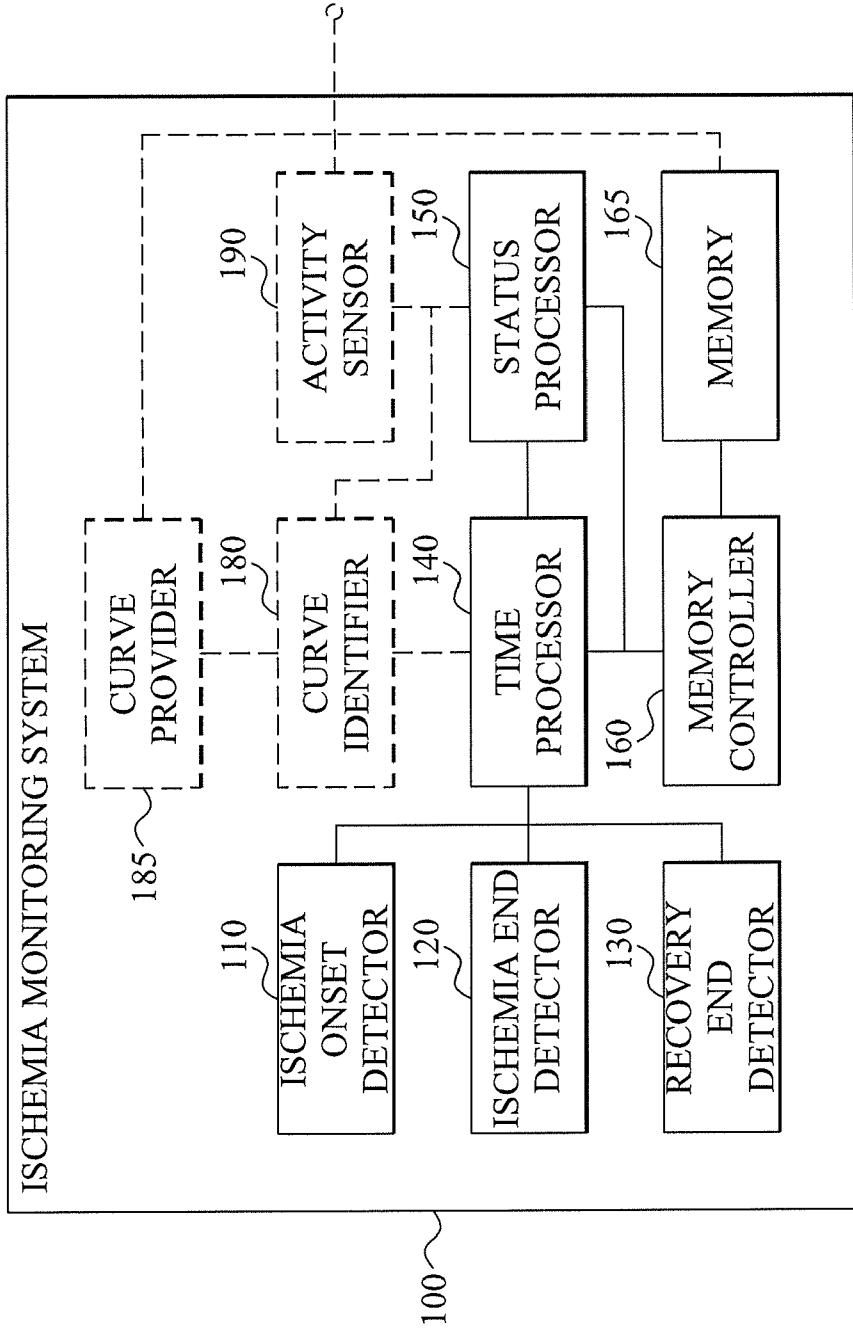 ISCHEMIA MONITORING SYSTEM
100
185
CURVE
PROVIDER
180
CURVE
IDENTIFIER
190
ACTIVITY
SENSOR
110
ISCHEMIA
ONSET
DETECTOR
120
ISCHEMIA END
DETECTOR
130
RECOVERY
END
DETECTOR
140
TIME
PROCESSOR
150
STATUS
PROCESSOR
160
MEMORY
CONTROLLER
165
MEMORY